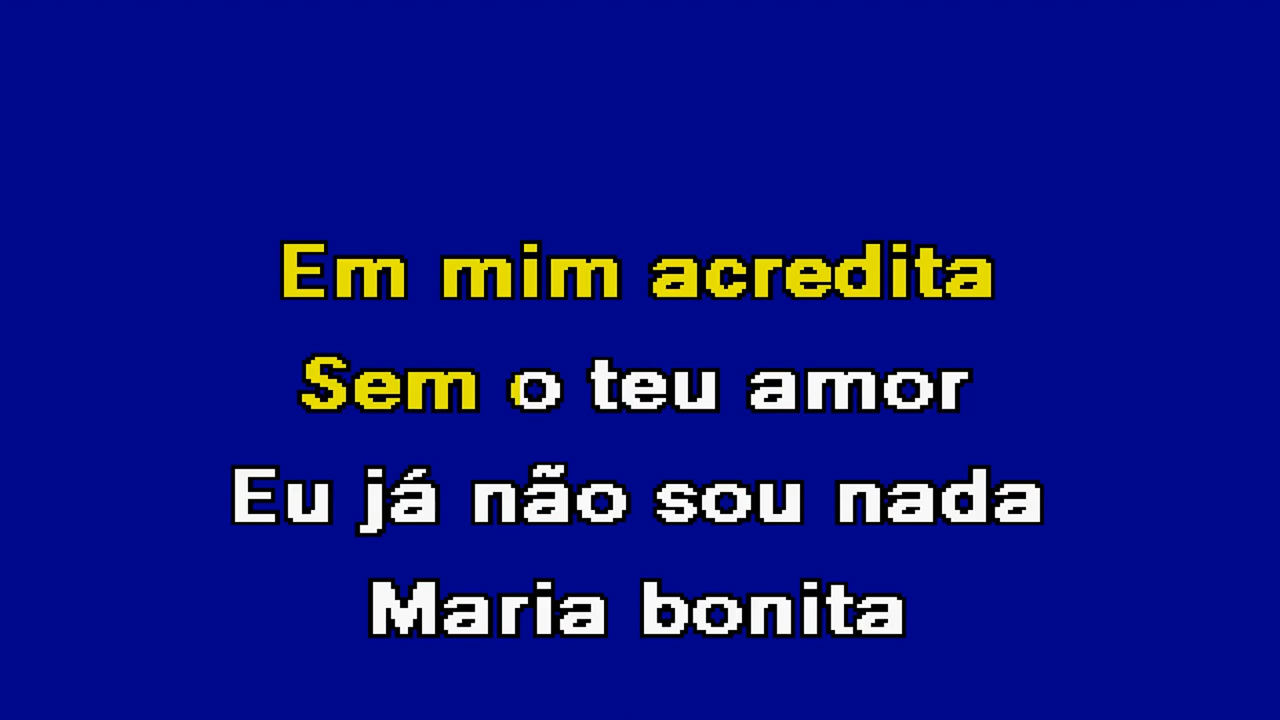 Em mim acredita
Sem o teu amor
Eu já não sou nada
Maria bonita